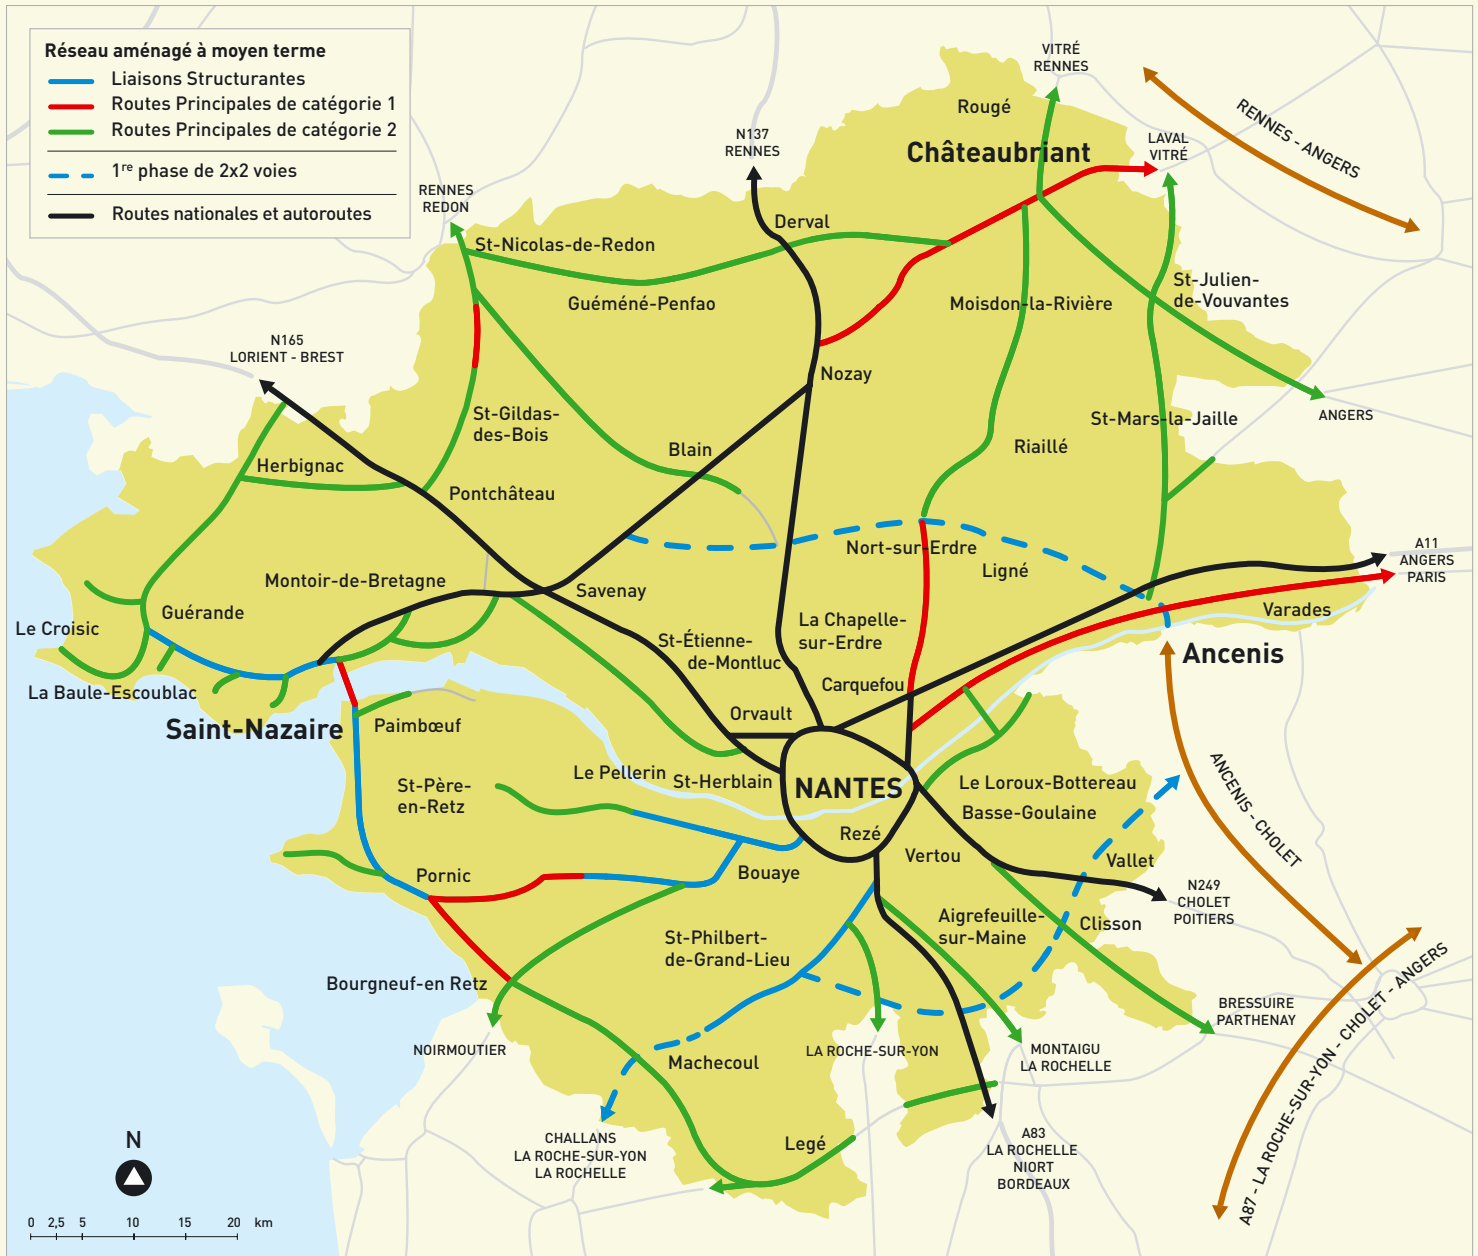 Réseau aménagé à moyen terme
Liaisons Structurantes
Routes Principales de catégorie 1
Routes Principales de catégorie 2
1re phase de 2x2 voies
Routes nationales et autoroutes
VITRÉ
RENNES
Rougé
RENNES - ANGERS
N137
RENNES
Châteaubriant
LAVAL
VITRÉ
RENNES
REDON
Derval
St-Nicolas-de-Redon
Guéméné-Penfao
Moisdon-la-Rivière
St-Julien-
de-Vouvantes
N165
LORIENT - BREST
Nozay
St-Gildas-
des-Bois
St-Mars-la-Jaille
ANGERS
Blain
Riaillé
Herbignac
Pontchâteau
Nort-sur-Erdre
Ligné
A11
ANGERS
PARIS
Montoir-de-Bretagne
Savenay
Guérande
Varades
Le Croisic
La Chapelle-
sur-Erdre
St-Étienne-
de-Montluc
Ancenis
La Baule-Escoublac
Carquefou
Saint-Nazaire
Orvault
Paimbœuf
Le Pellerin
St-Herblain
NANTES
St-Père-
en-Retz
Le Loroux-Bottereau
Basse-Goulaine
ANCENIS - CHOLET
Rezé
Vertou
Vallet
Pornic
Bouaye
N249
CHOLET
POITIERS
Aigrefeuille-
sur-Maine
Clisson
St-Philbert-
de-Grand-Lieu
Bourgneuf-en Retz
BRESSUIRE
PARTHENAY
A87 - LA ROCHE-SUR-YON - CHOLET - ANGERS
NOIRMOUTIER
Machecoul
LA ROCHE-SUR-YON
MONTAIGU
LA ROCHELLE
CHALLANS
LA ROCHE-SUR-YON
LA ROCHELLE
Legé
A83
LA ROCHELLE
NIORT
BORDEAUX
N
0 2,5 5 10 15 20 km